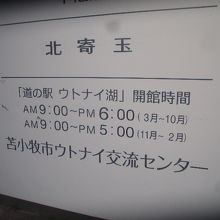 北寄玉
「道の駅 ウトナイ湖」開館時間
AM9:00～PM6:00(3月～10月)
AM9:00～PM5:00(11月～2月)
苫小牧市ウトナイ交流センター